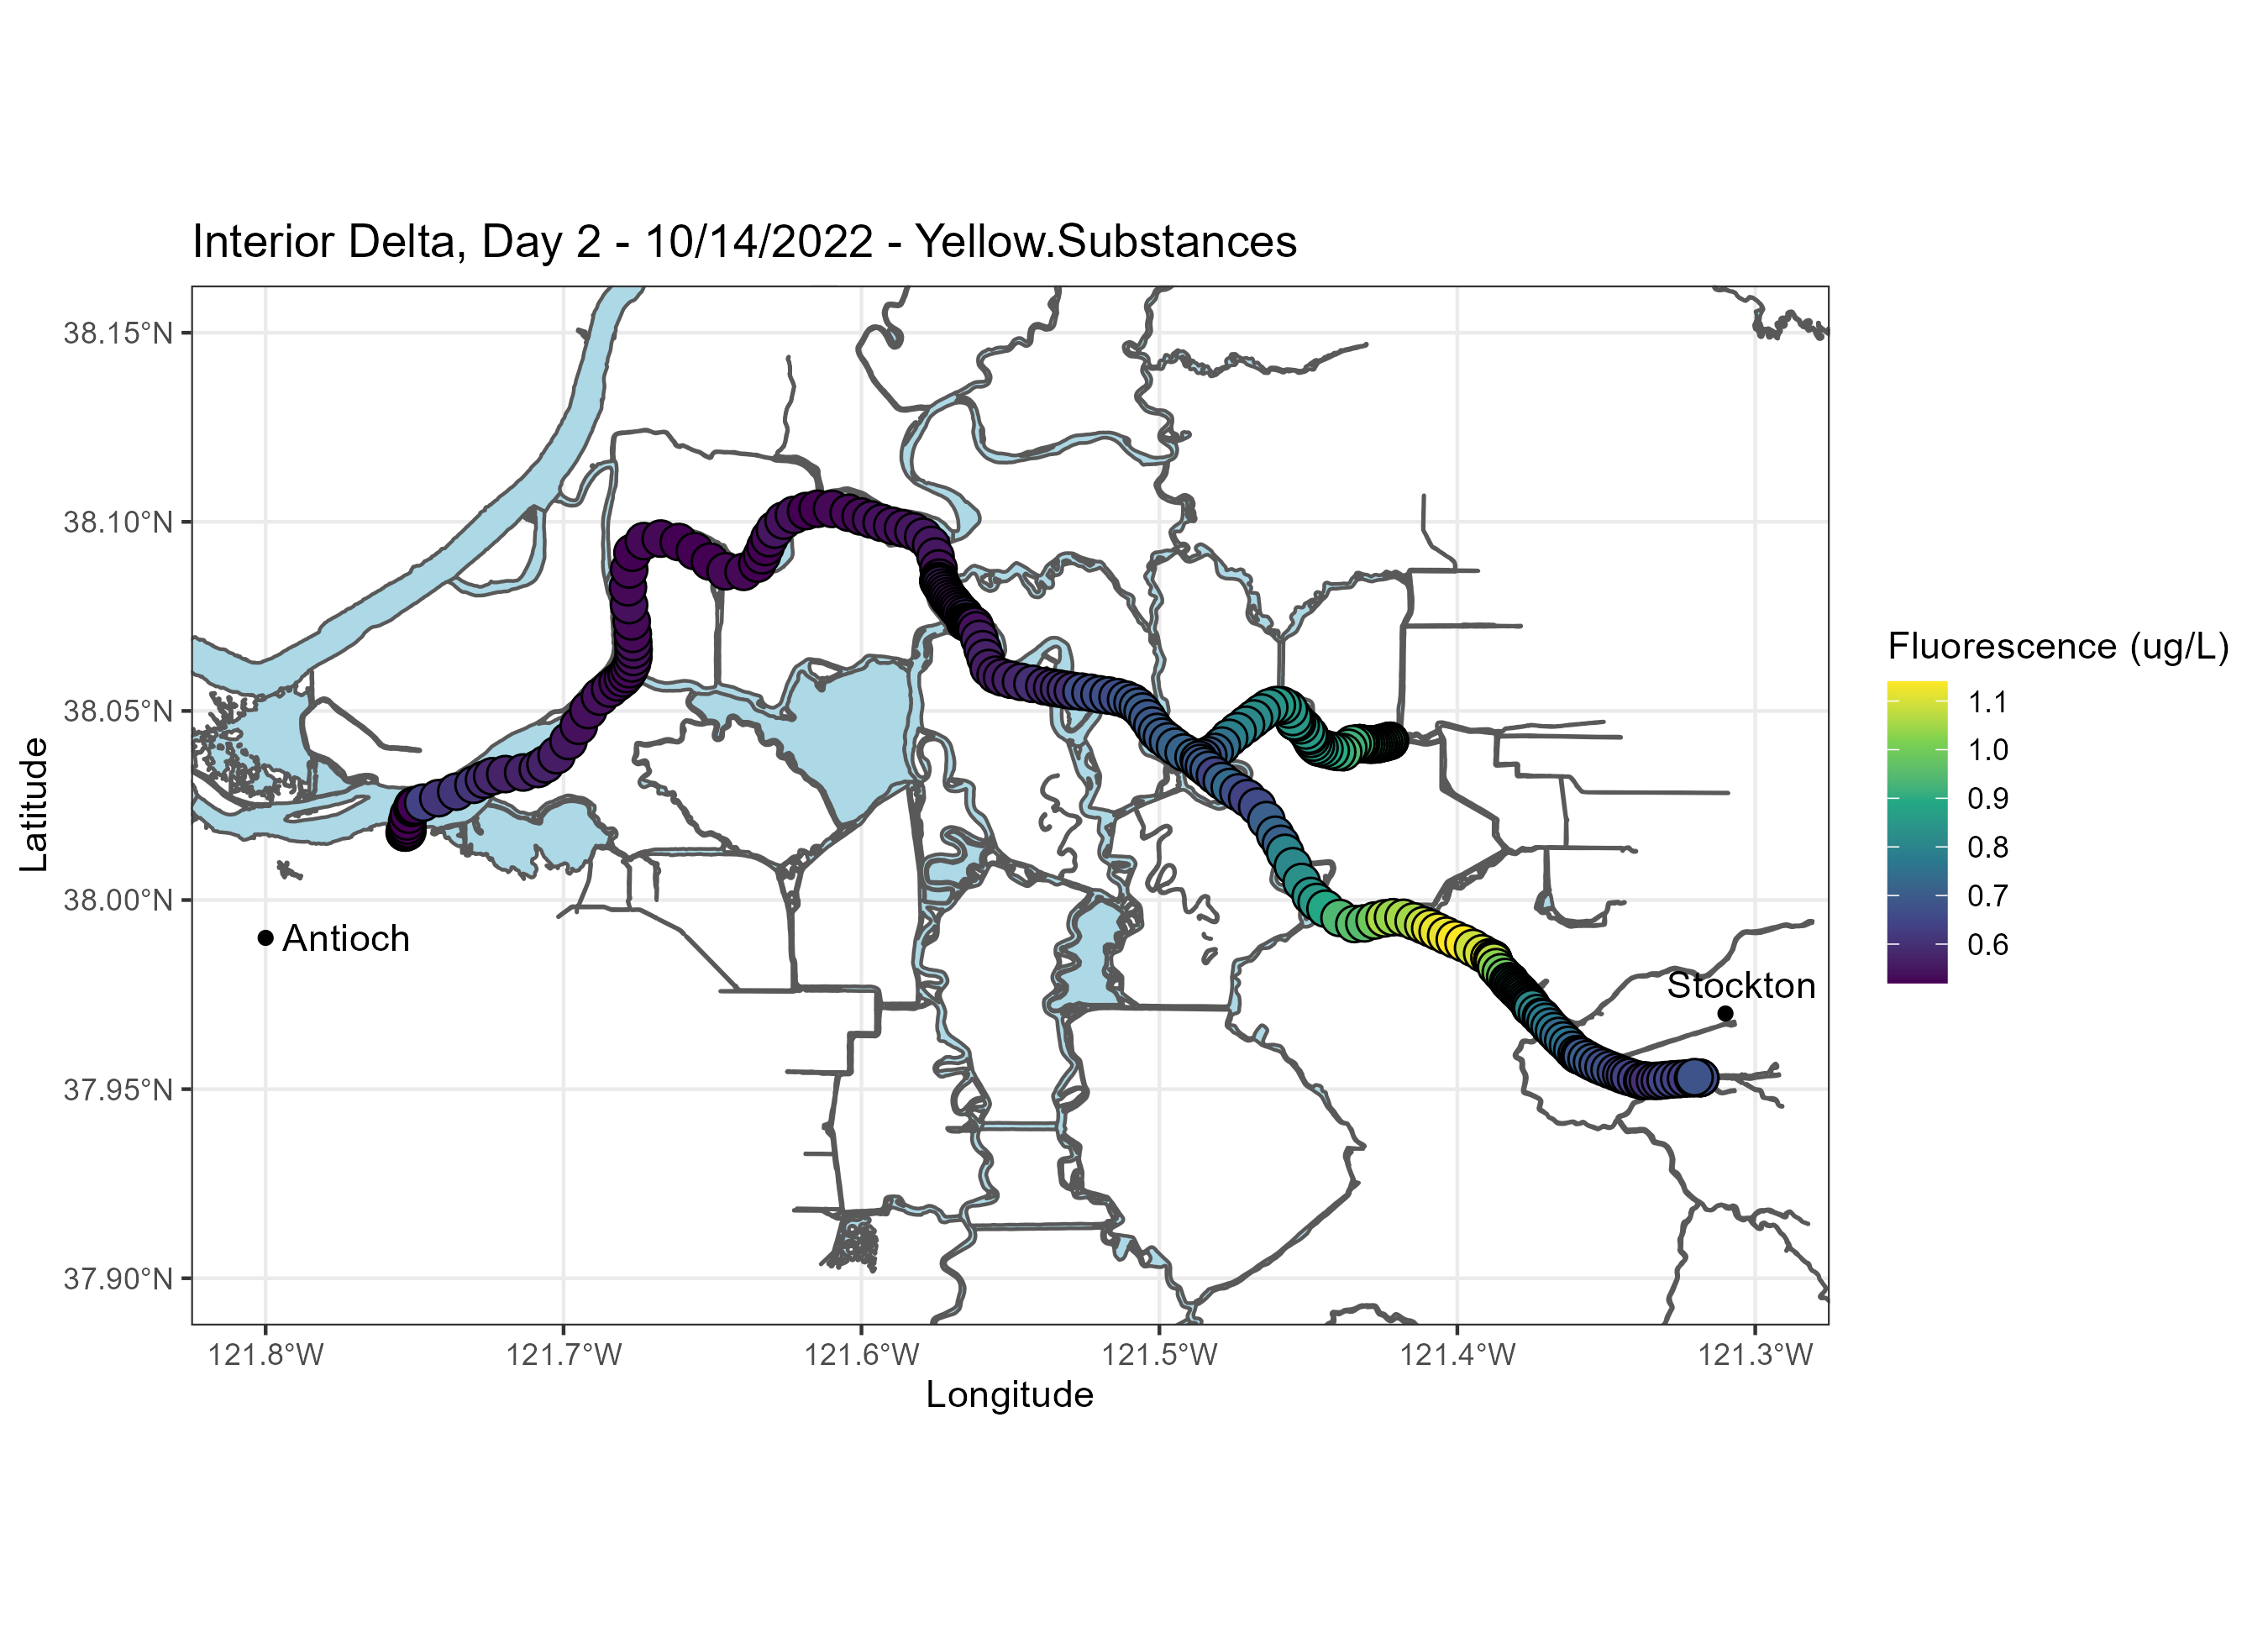 Interior Delta, Day 2 - 10/14/2022 - Yellow.Substances
38.15°N
38.10°N
38.05°N
38.00°N
37.95°N
37.90°N
Latitude
Antioch
Stockton
121.8°W
121.7°W
121.6°W
121.5°W
121.4°W
121.3°W
Longitude
Fluorescence (ug/L)
1.1
1.0
0.9
0.8
0.7
0.6